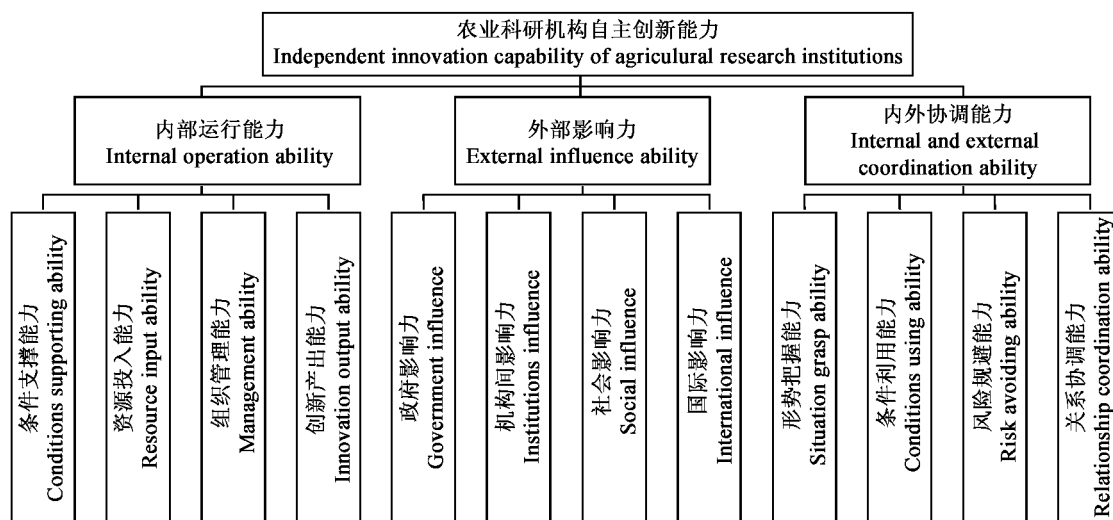 农业科研机构自主创新能力
Independent innovation capability of agriculural research institutions
内部运行能力
Internal operation ability
外部影响力
External influence ability
内外协调能力
Internal and external
coordination ability
条件支撑能力
Conditions supporting ability
资源投入能力
Resource input ability
组织管理能力
Management ability
创新产出能力
Innovation output ability
政府影响力
Government influence
机构间影响力
Institutions influence
社会影响力
Social influence
国际影响力
International influence
形势把握能力
Situation grasp ability
条件利用能力
Conditions using ability
风险规避能力
Risk avoiding ability
关系协调能力
Relationship coordination ability